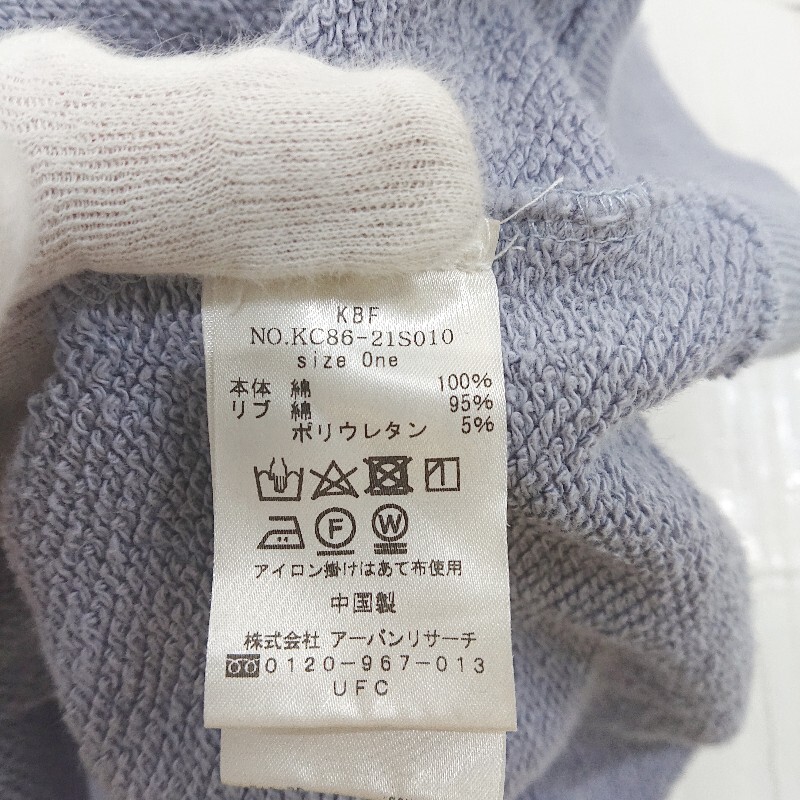 KBF
NO.KC86-21S010
size One
本体 綿 100%
リブ 綿 95%
ポリウレタン 5%
F W
アイロン掛けはあて布使用
中国製
株式会社 アーバンリサーチ
0120-967-013
UFC